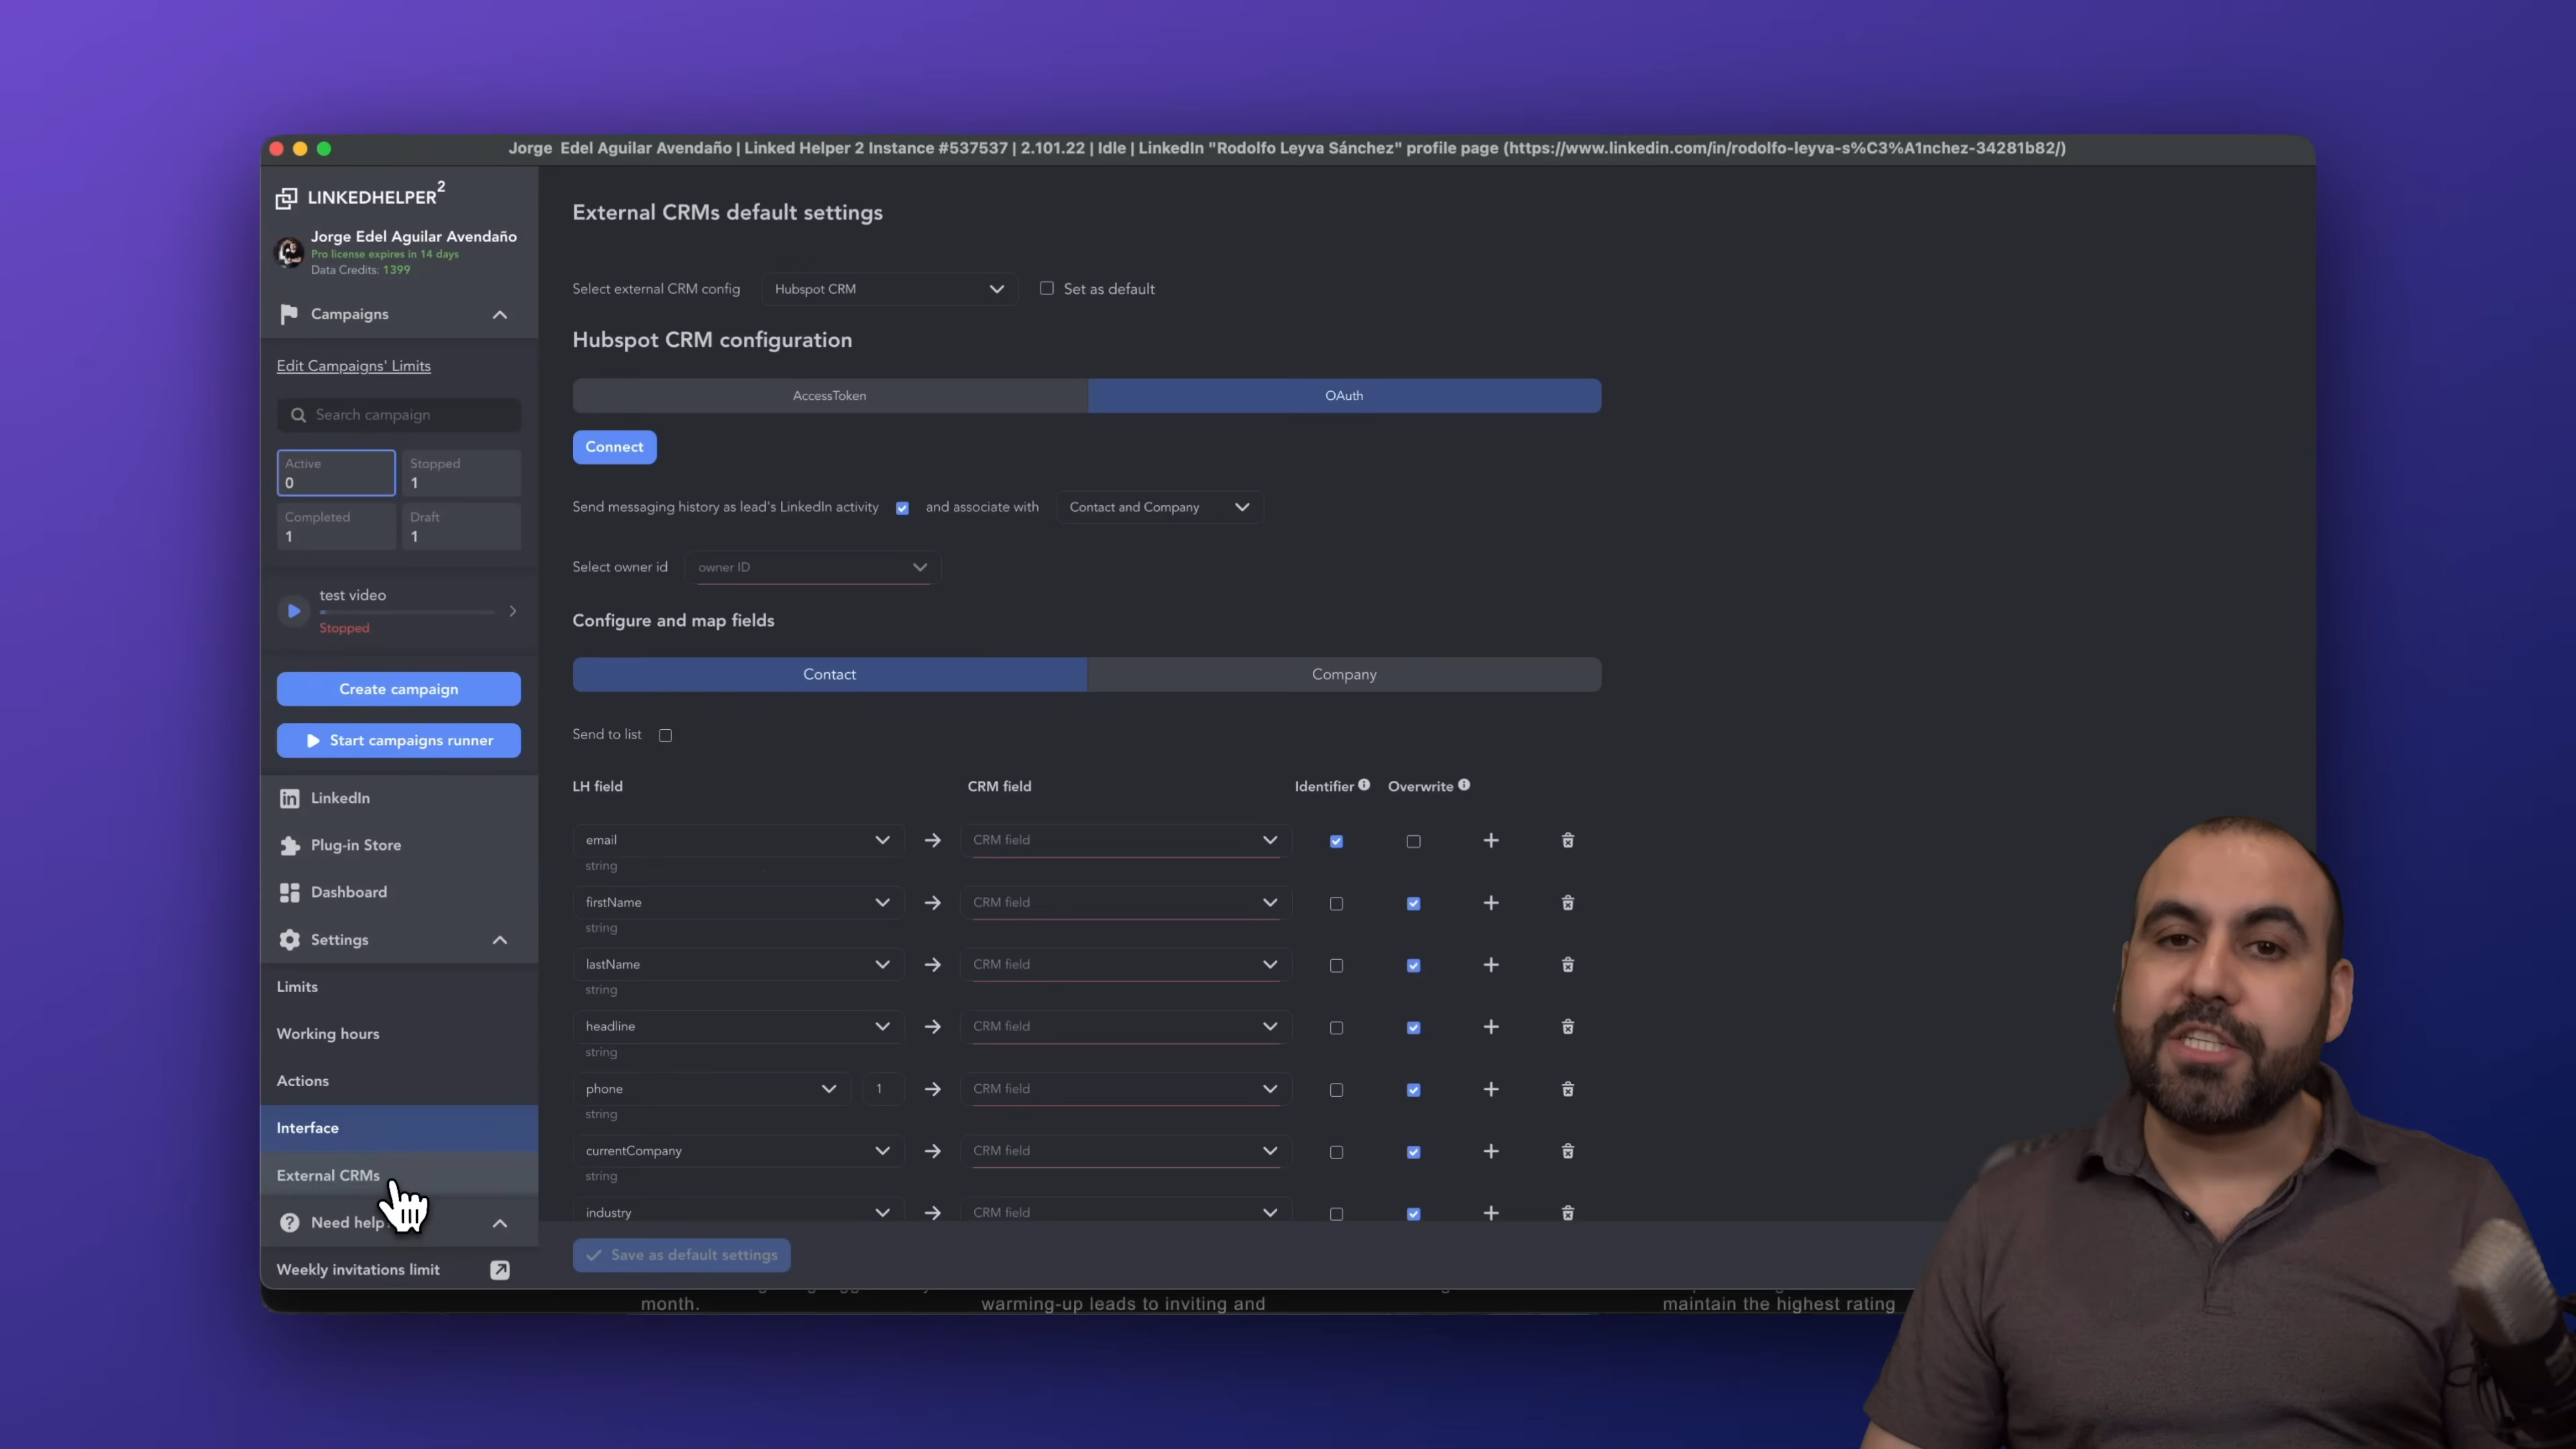 Jorge Edel Aguilar Avendaño | Linked Helper 2 Instance #537537 | 2.101.22 | Idle | LinkedIn "Rodolfo Leyva Sánchez" profile page (https://www.linkedin.com/in/rodolfo-leyva-s%C3%A1nchez-34281b82/)
LINKEDHELPER 2
Jorge Edel Aguilar Avendaño
Pro license expires in 14 days
Data Credits: 1399
Campaigns
Edit Campaigns' Limits
Search campaign
Active
0
Stopped
1
Completed
1
Draft
1
test video
Stopped
Create campaign
Start campaigns runner
LinkedIn
Plug-in Store
Dashboard
Settings
Limits
Working hours
Actions
Interface
External CRMs
Need help
Weekly invitations limit
External CRMs default settings
Select external CRM config Hubspot CRM Set as default
Hubspot CRM configuration
AccessToken OAuth
Connect
Send messaging history as lead's LinkedIn activity and associate with Contact and Company
Select owner id owner ID
Configure and map fields
Contact Company
Send to list
LH field CRM field Identifier Overwrite
email CRM field
string
firstName CRM field
string
lastName CRM field
string
headline CRM field
string
phone 1 CRM field
string
currentCompany CRM field
string
industry CRM field
Save as default settings
month. warming-up leads to inviting and maintain the highest rating